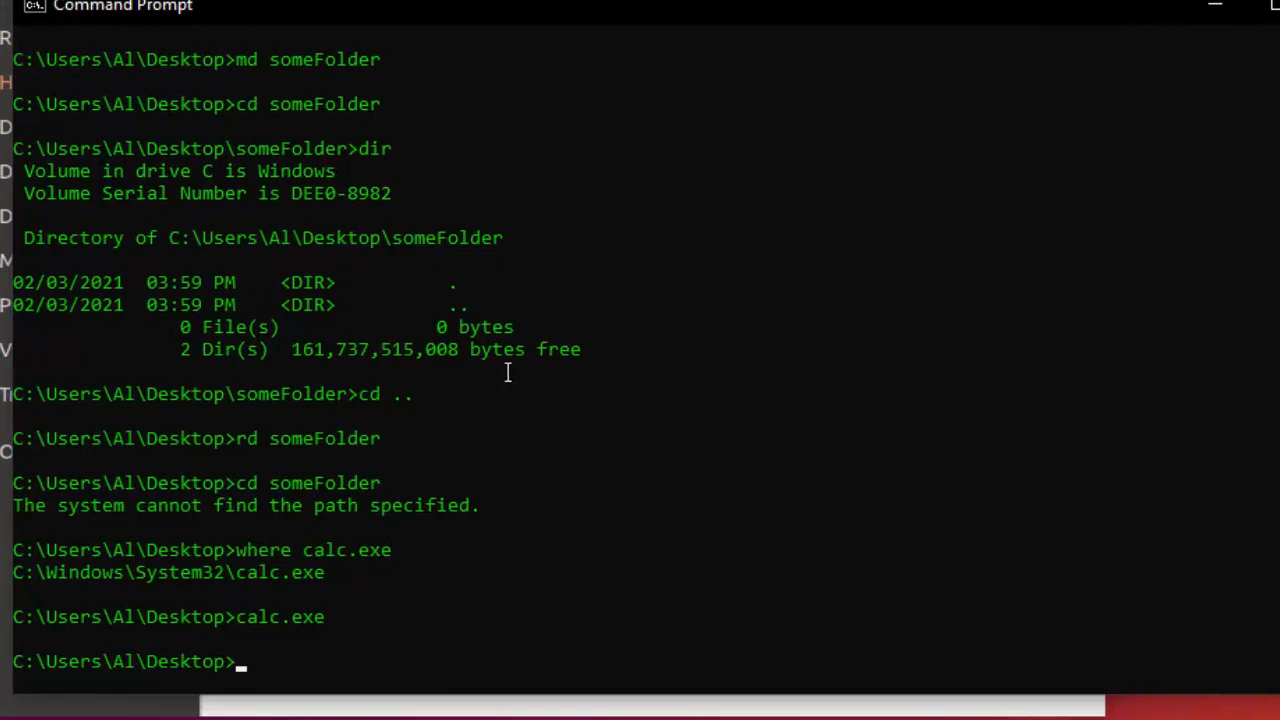 Command Prompt
C:\Users\Al\Desktop>md someFolder
C:\Users\Al\Desktop>cd someFolder
C:\Users\Al\Desktop\someFolder>dir
Volume in drive C is Windows
Volume Serial Number is DEE0-8982
Directory of C:\Users\Al\Desktop\someFolder
02/03/2021  03:59 PM    <DIR>          .
02/03/2021  03:59 PM    <DIR>          ..
0 File(s)              0 bytes
2 Dir(s)  161,737,515,008 bytes free
C:\Users\Al\Desktop\someFolder>cd ..
C:\Users\Al\Desktop>rd someFolder
C:\Users\Al\Desktop>cd someFolder
The system cannot find the path specified.
C:\Users\Al\Desktop>where calc.exe
C:\Windows\System32\calc.exe
C:\Users\Al\Desktop>calc.exe
C:\Users\Al\Desktop>